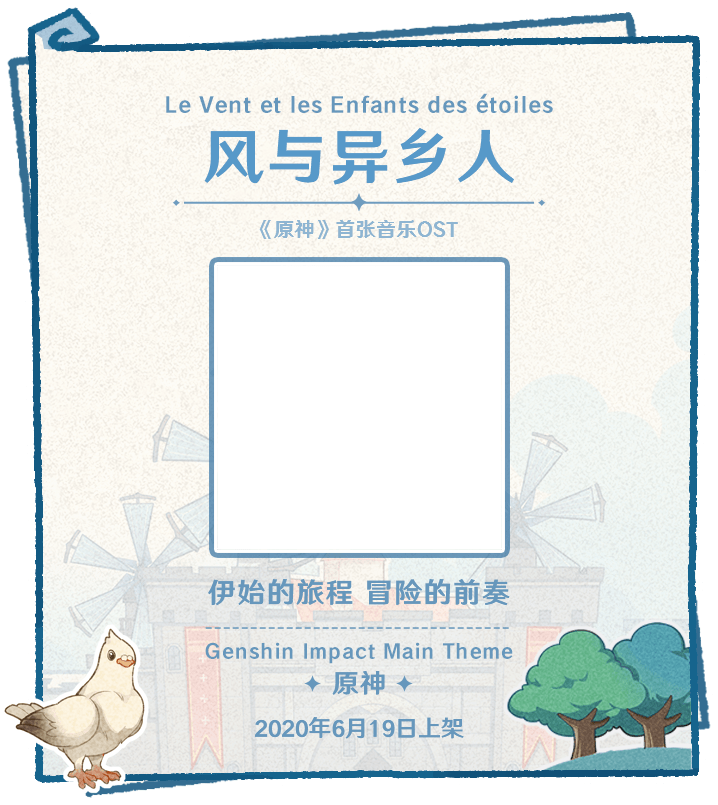 Le Vent et les Enfants des étoiles
风与异乡人
《原神》首张音乐OST
伊始的旅程 冒险的前奏
Genshin Impact Main Theme
原神
2020年6月19日上架